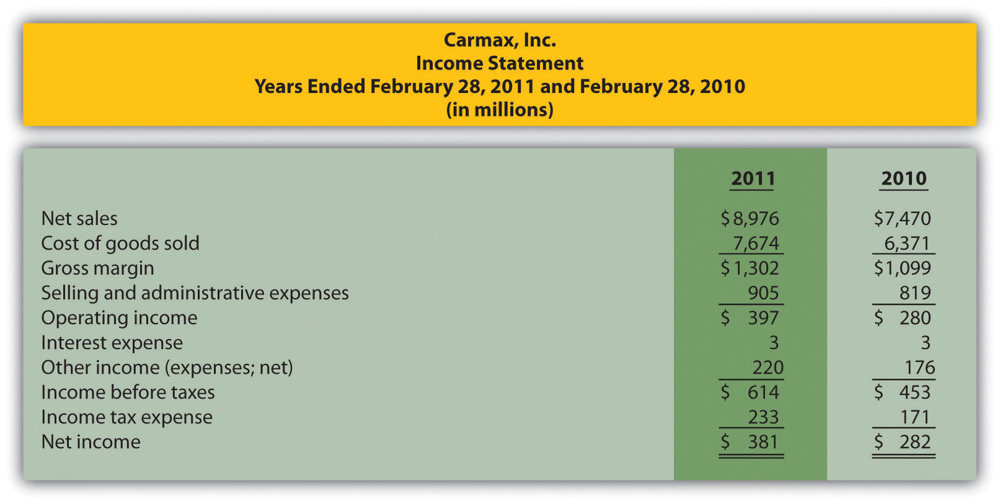 Carmax, Inc.
Income Statement
Years Ended February 28, 2011 and February 28, 2010
(in millions)
2011 2010
Net sales $8,976 $7,470
Cost of goods sold 7,674 6,371
Gross margin $1,302 $1,099
Selling and administrative expenses 905 819
Operating income $ 397 $ 280
Interest expense 3 3
Other income (expenses; net) 220 176
Income before taxes $ 614 $ 453
Income tax expense 233 171
Net income $ 381 $ 282